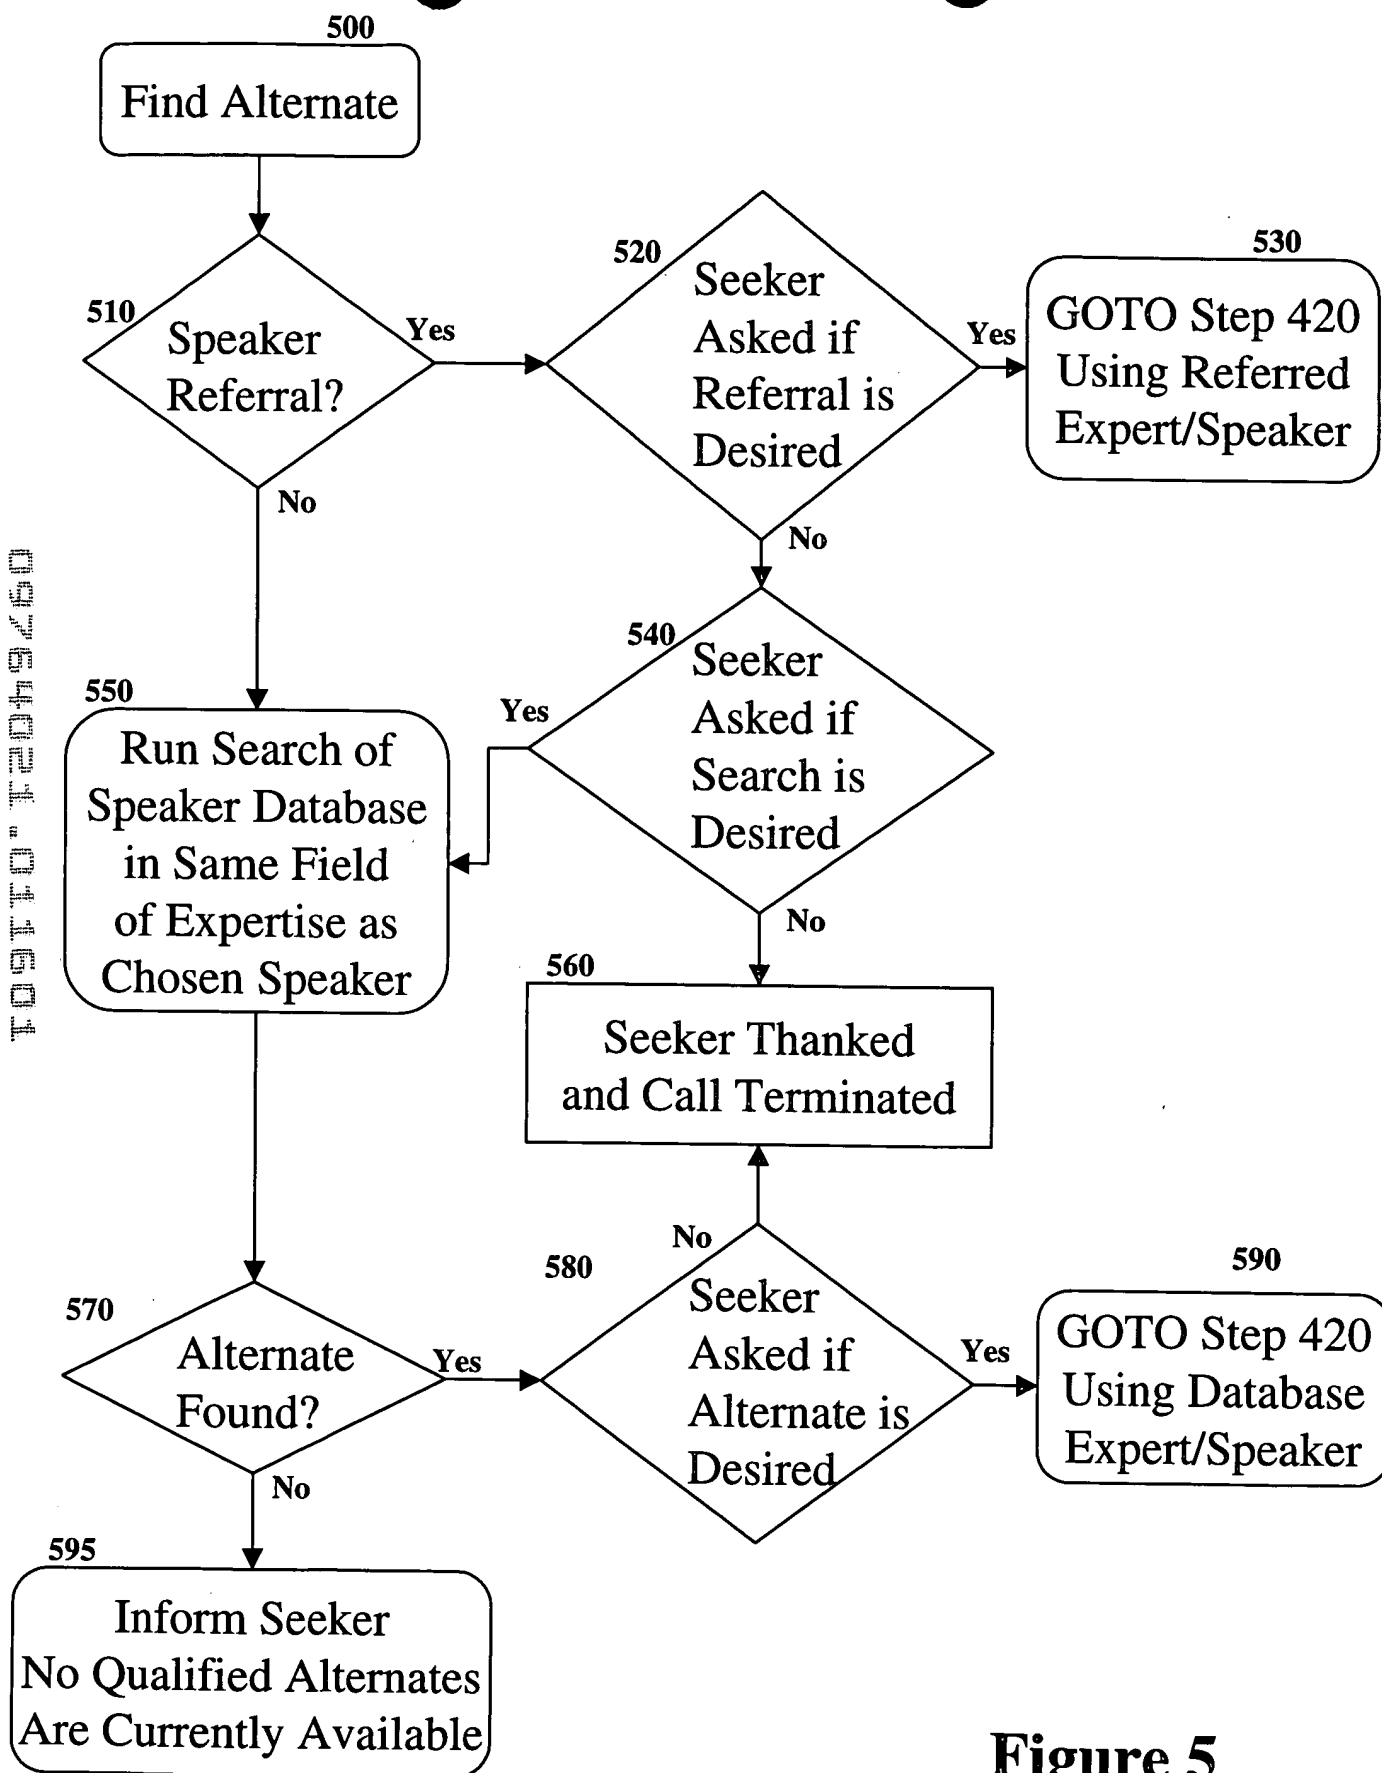 500
Find Alternate
510
Speaker
Referral?
Yes
No
520
Seeker
Asked if
Referral is
Desired
Yes
No
530
GOTO Step 420
Using Referred
Expert/Speaker
540
Seeker
Asked if
Search is
Desired
Yes
No
550
Run Search of
Speaker Database
in Same Field
of Expertise as
Chosen Speaker
560
Seeker Thanked
and Call Terminated
570
Alternate
Found?
Yes
No
580
Seeker
Asked if
Alternate is
Desired
No
Yes
590
GOTO Step 420
Using Database
Expert/Speaker
595
Inform Seeker
No Qualified Alternates
Are Currently Available
Figure 5
09764021.011601